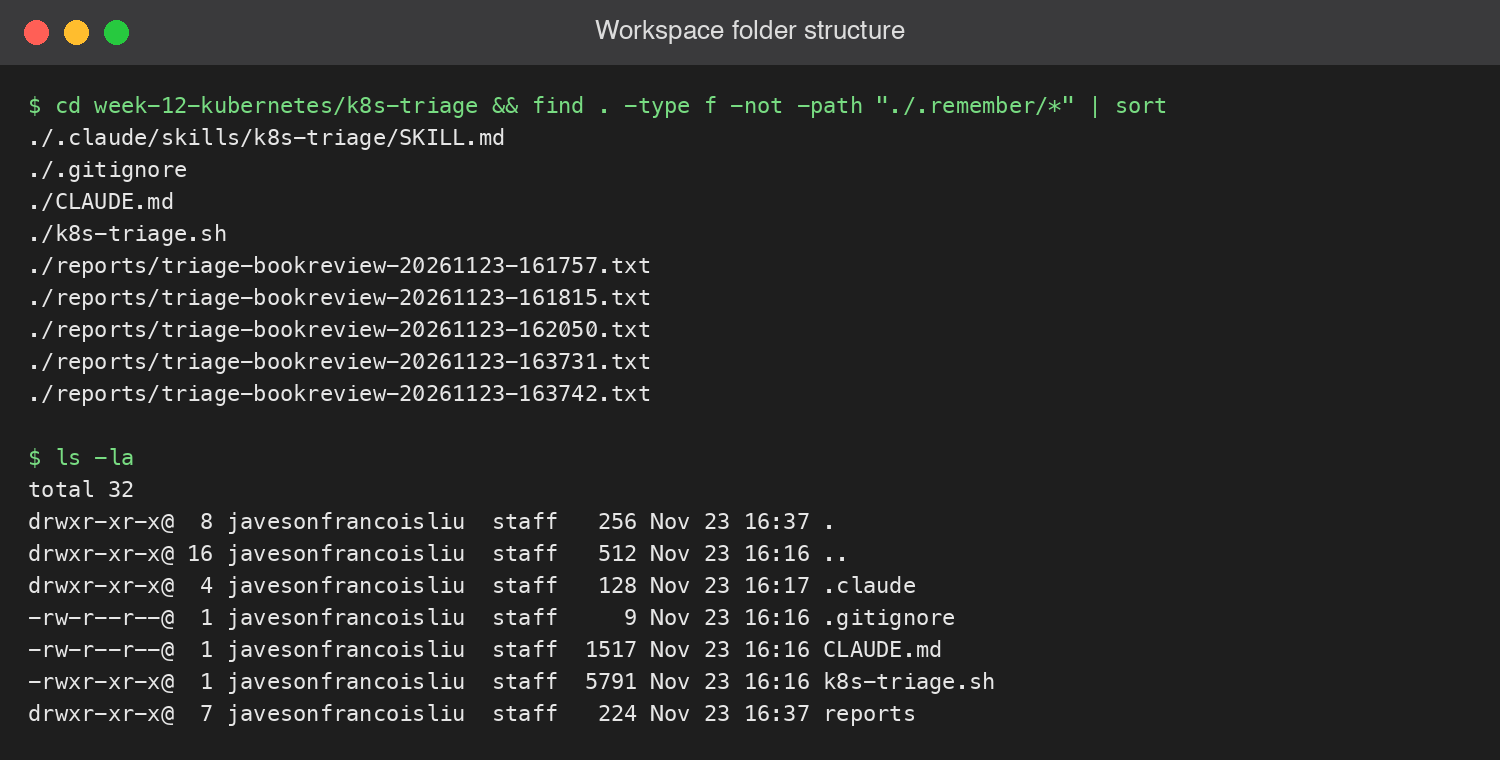 Workspace folder structure
$ cd week-12-kubernetes/k8s-triage && find . -type f -not -path "./.remember/*" | sort
./.claude/skills/k8s-triage/SKILL.md
./.gitignore
./CLAUDE.md
./k8s-triage.sh
./reports/triage-bookreview-20261123-161757.txt
./reports/triage-bookreview-20261123-161815.txt
./reports/triage-bookreview-20261123-162050.txt
./reports/triage-bookreview-20261123-163731.txt
./reports/triage-bookreview-20261123-163742.txt
$ ls -la
total 32
drwxr-xr-x@  8 javesonfrancoisliu  staff   256 Nov 23 16:37 .
drwxr-xr-x@ 16 javesonfrancoisliu  staff   512 Nov 23 16:16 ..
drwxr-xr-x@  4 javesonfrancoisliu  staff   128 Nov 23 16:17 .claude
-rw-r--r--@  1 javesonfrancoisliu  staff     9 Nov 23 16:16 .gitignore
-rw-r--r--@  1 javesonfrancoisliu  staff  1517 Nov 23 16:16 CLAUDE.md
-rwxr-xr-x@  1 javesonfrancoisliu  staff  5791 Nov 23 16:16 k8s-triage.sh
drwxr-xr-x@  7 javesonfrancoisliu  staff   224 Nov 23 16:37 reports